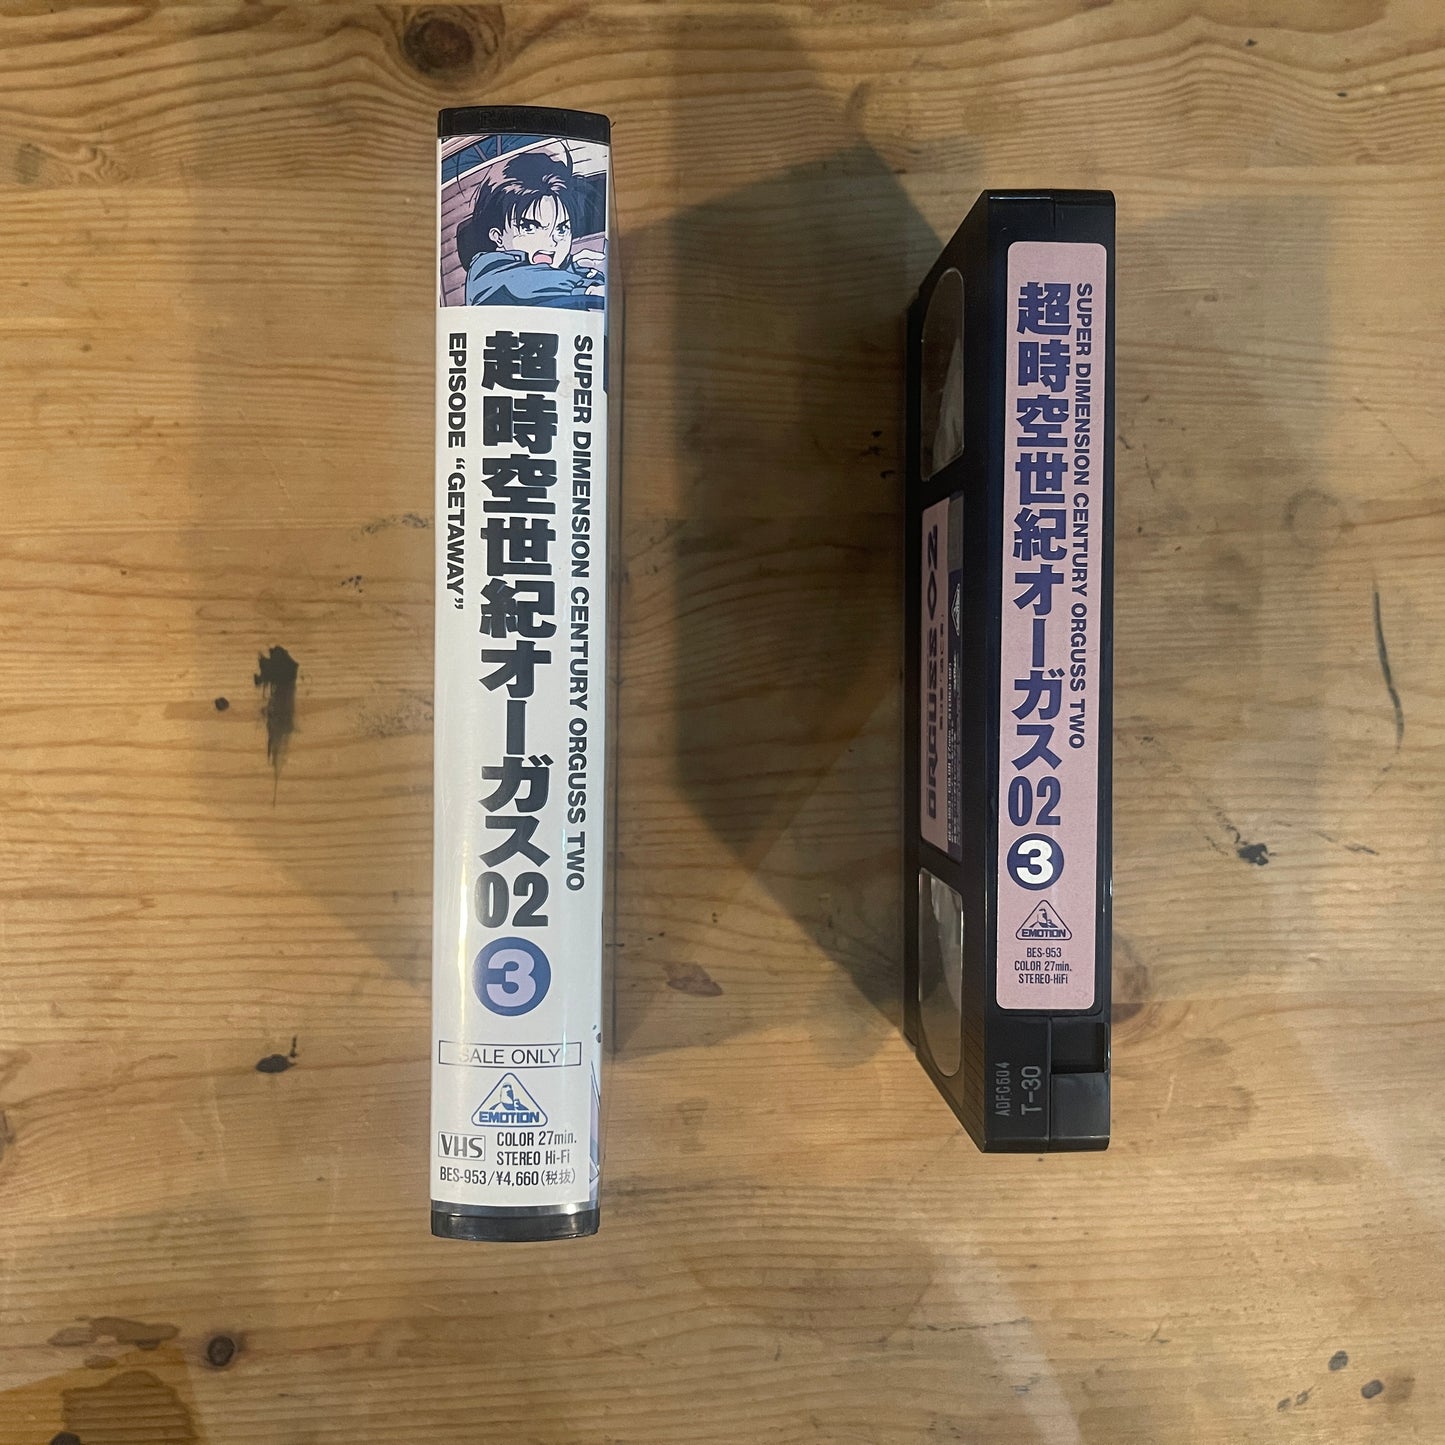 BANDAI
SUPER DIMENSION CENTURY ORGUSS TWO
超時空世紀オーガス02
3
EPISODE “GETAWAY”
SALE ONLY
EMOTION
VHS
COLOR 27min.
STEREO Hi-Fi
BES-953/¥4,660(税抜)
SUPER DIMENSION CENTURY ORGUSS TWO
超時空世紀オーガス02
3
EMOTION
BES-953
COLOR 27min.
STEREO-HiFi
ORGUSS 02
ADFC604
T-30